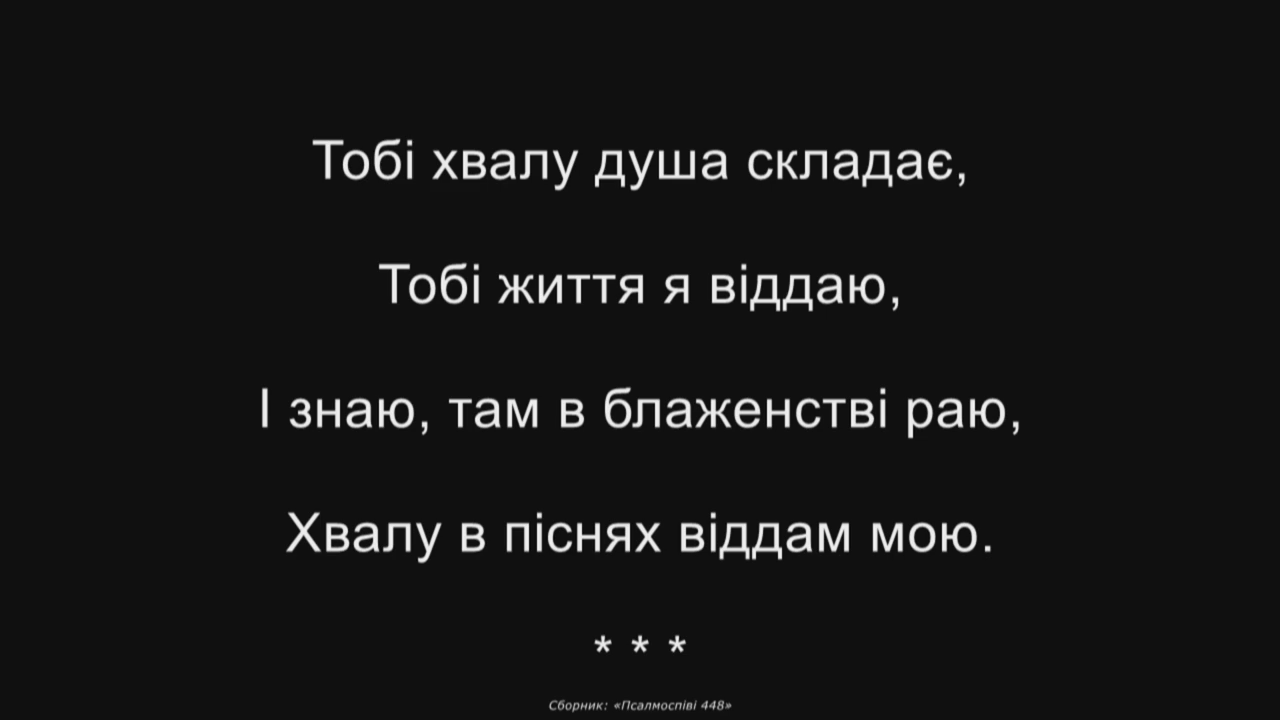 Тобі хвалу душа складає,
Тобі життя я віддаю,
І знаю, там в блаженстві раю,
Хвалу в піснях віддам мою.
* * *
Сборник: «Псалмоспіві 448»